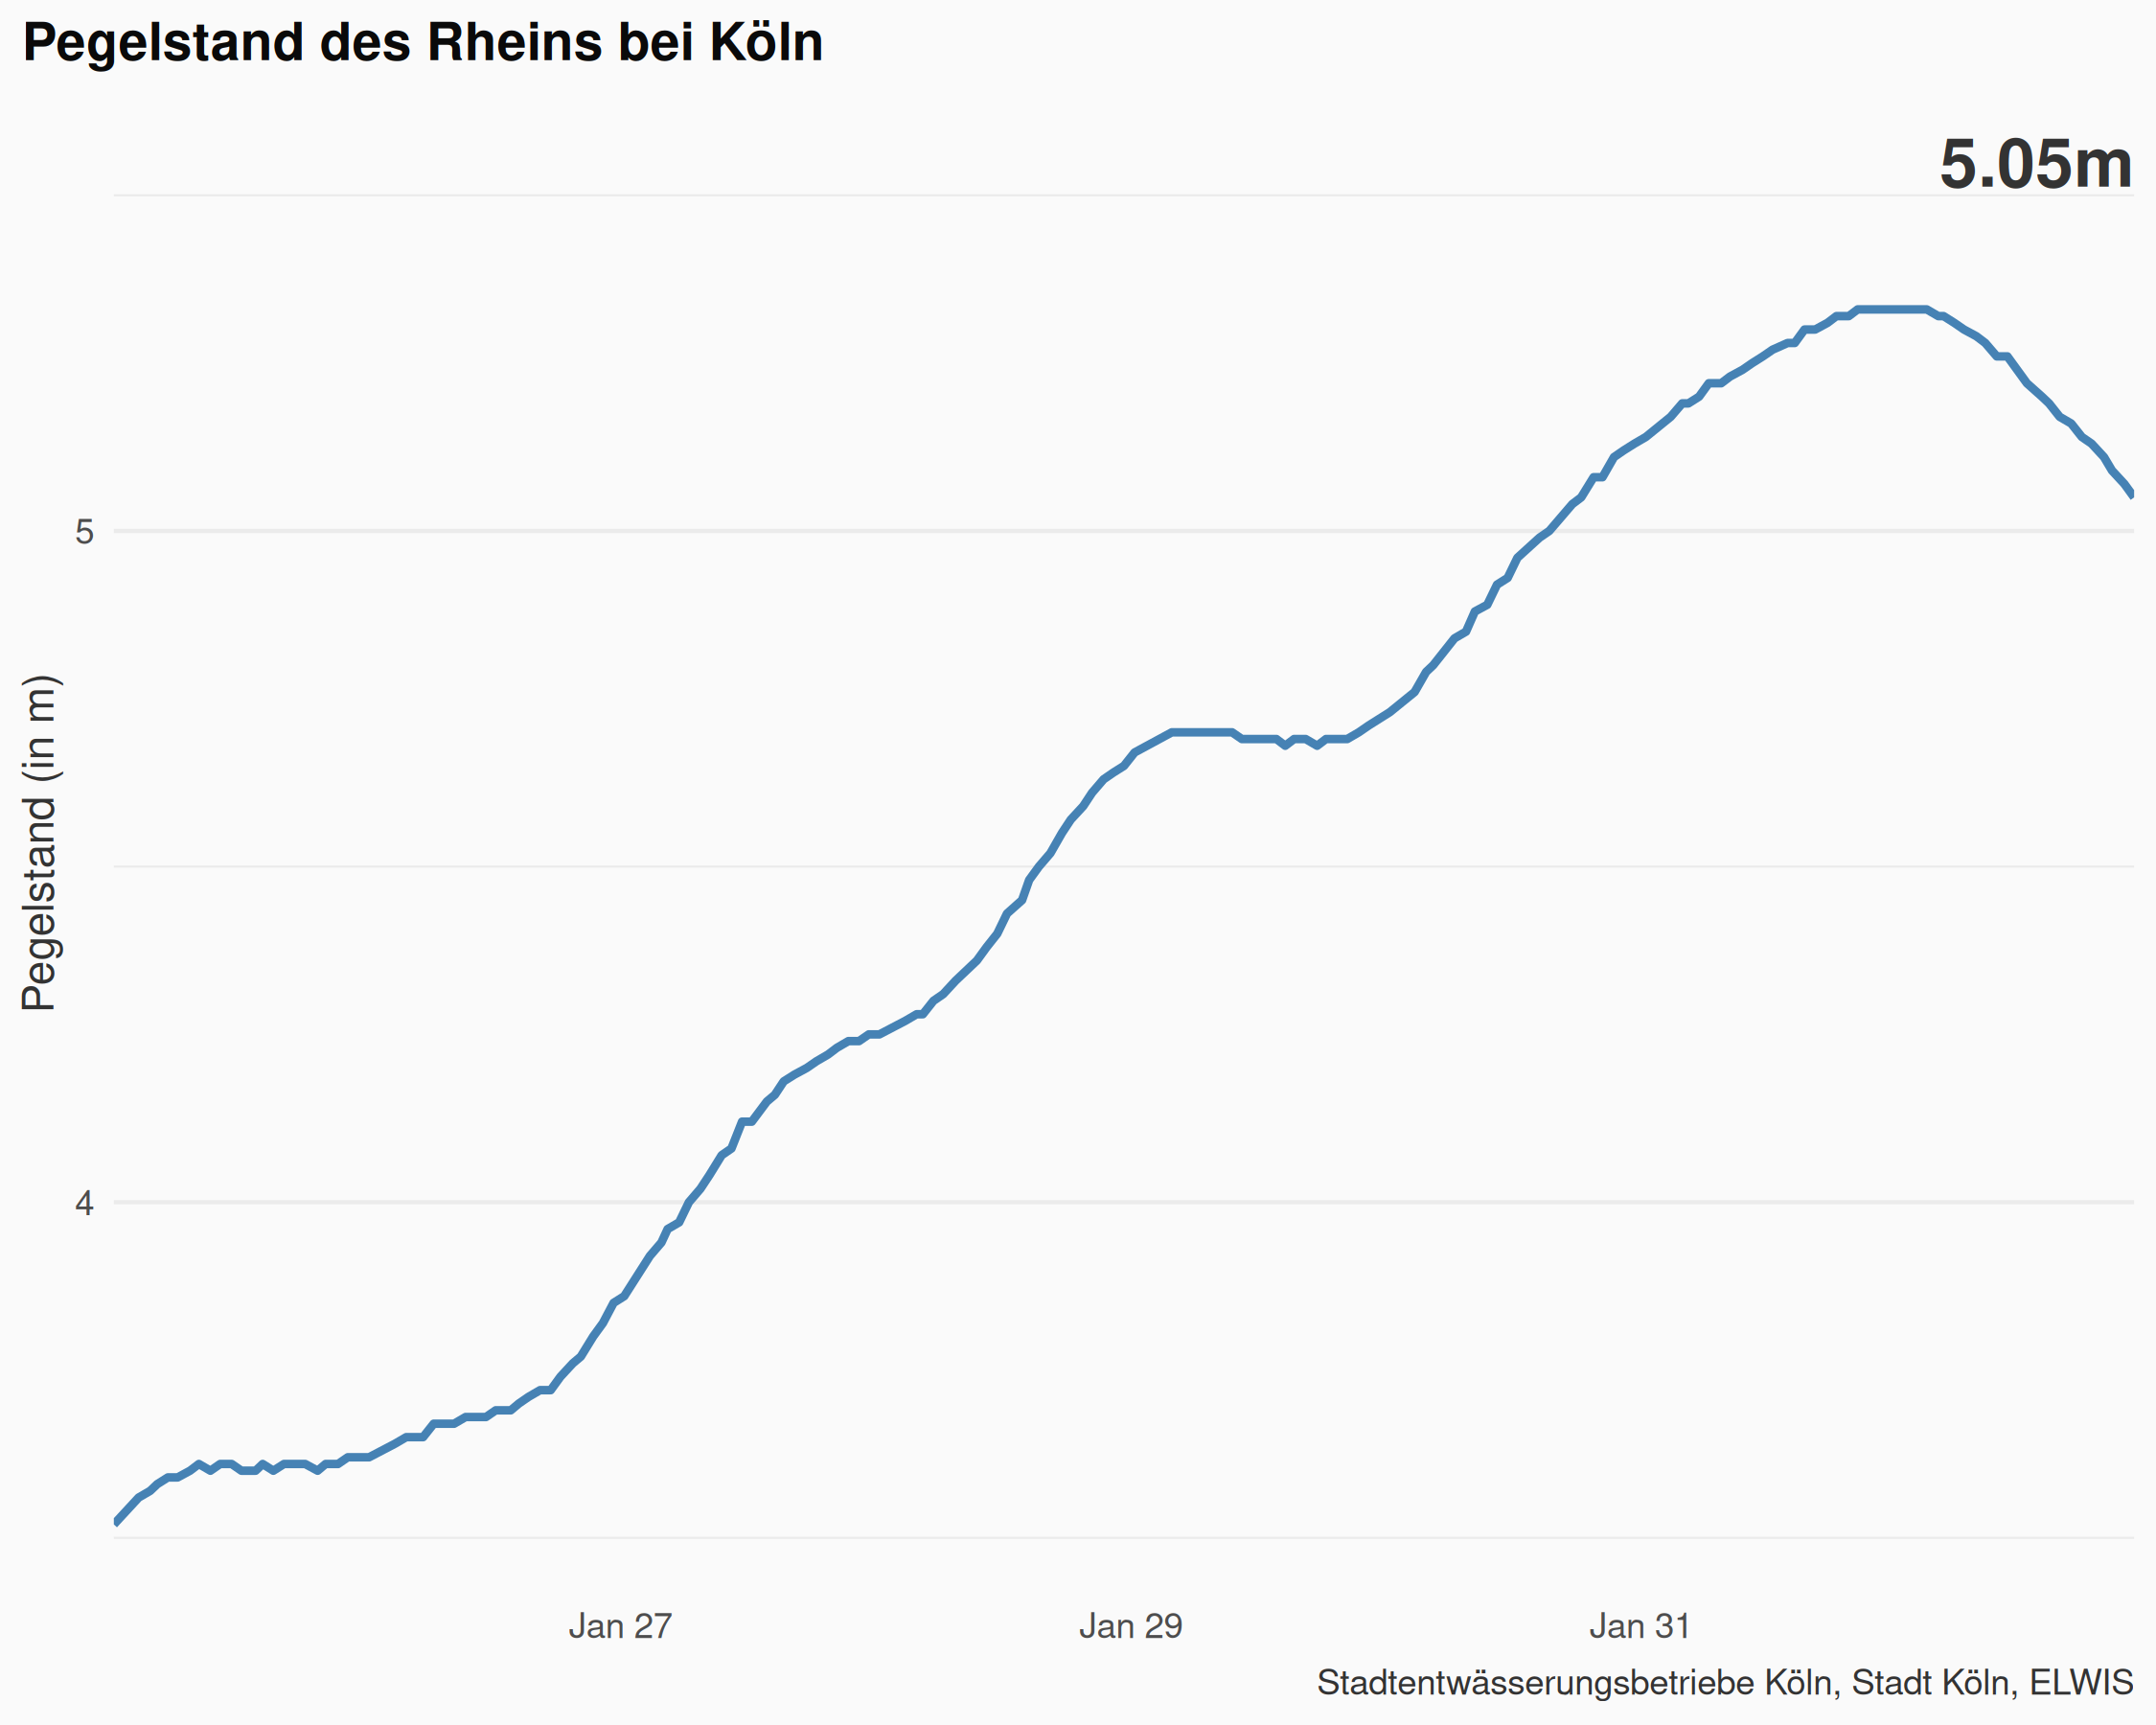 Pegelstand des Rheins bei Köln
5.05m
5
Pegelstand (in m)
4
Jan 27
Jan 29
Jan 31
Stadtentwässerungsbetriebe Köln, Stadt Köln, ELWIS